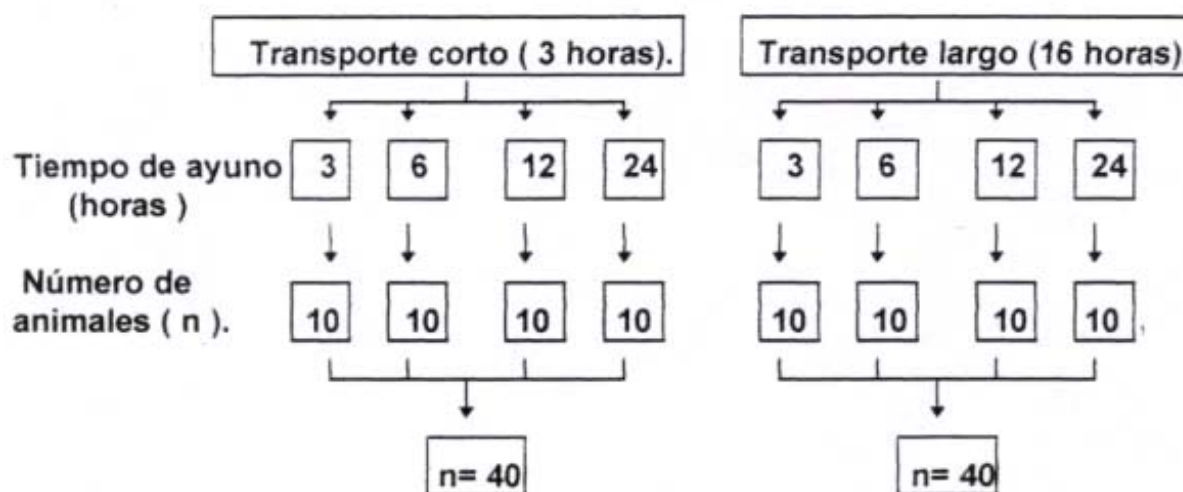 Transporte corto ( 3 horas). Transporte largo (16 horas)
Tiempo de ayuno 3 6 12 24 3 6 12 24
(horas )
Número de
animales ( n ). 10 10 10 10 10 10 10 10
n= 40 n= 40